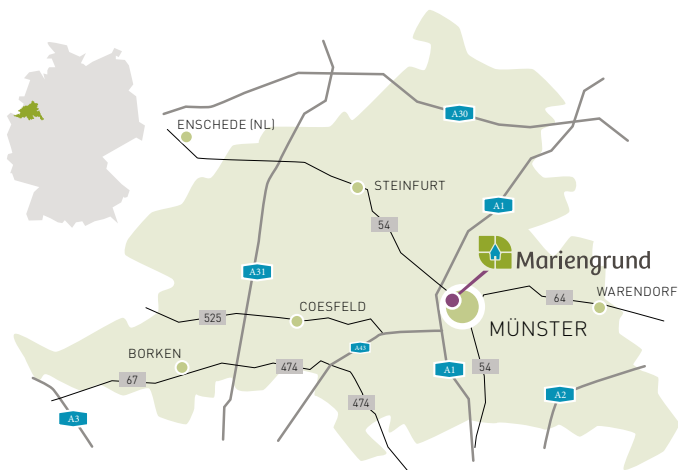 A30
ENSCHEDE (NL)
STEINFURT
A1
54
Mariengrund
A31
WARENDORF
64
COESFELD
525
MÜNSTER
A43
BORKEN
474
A1
54
67
A2
474
A3